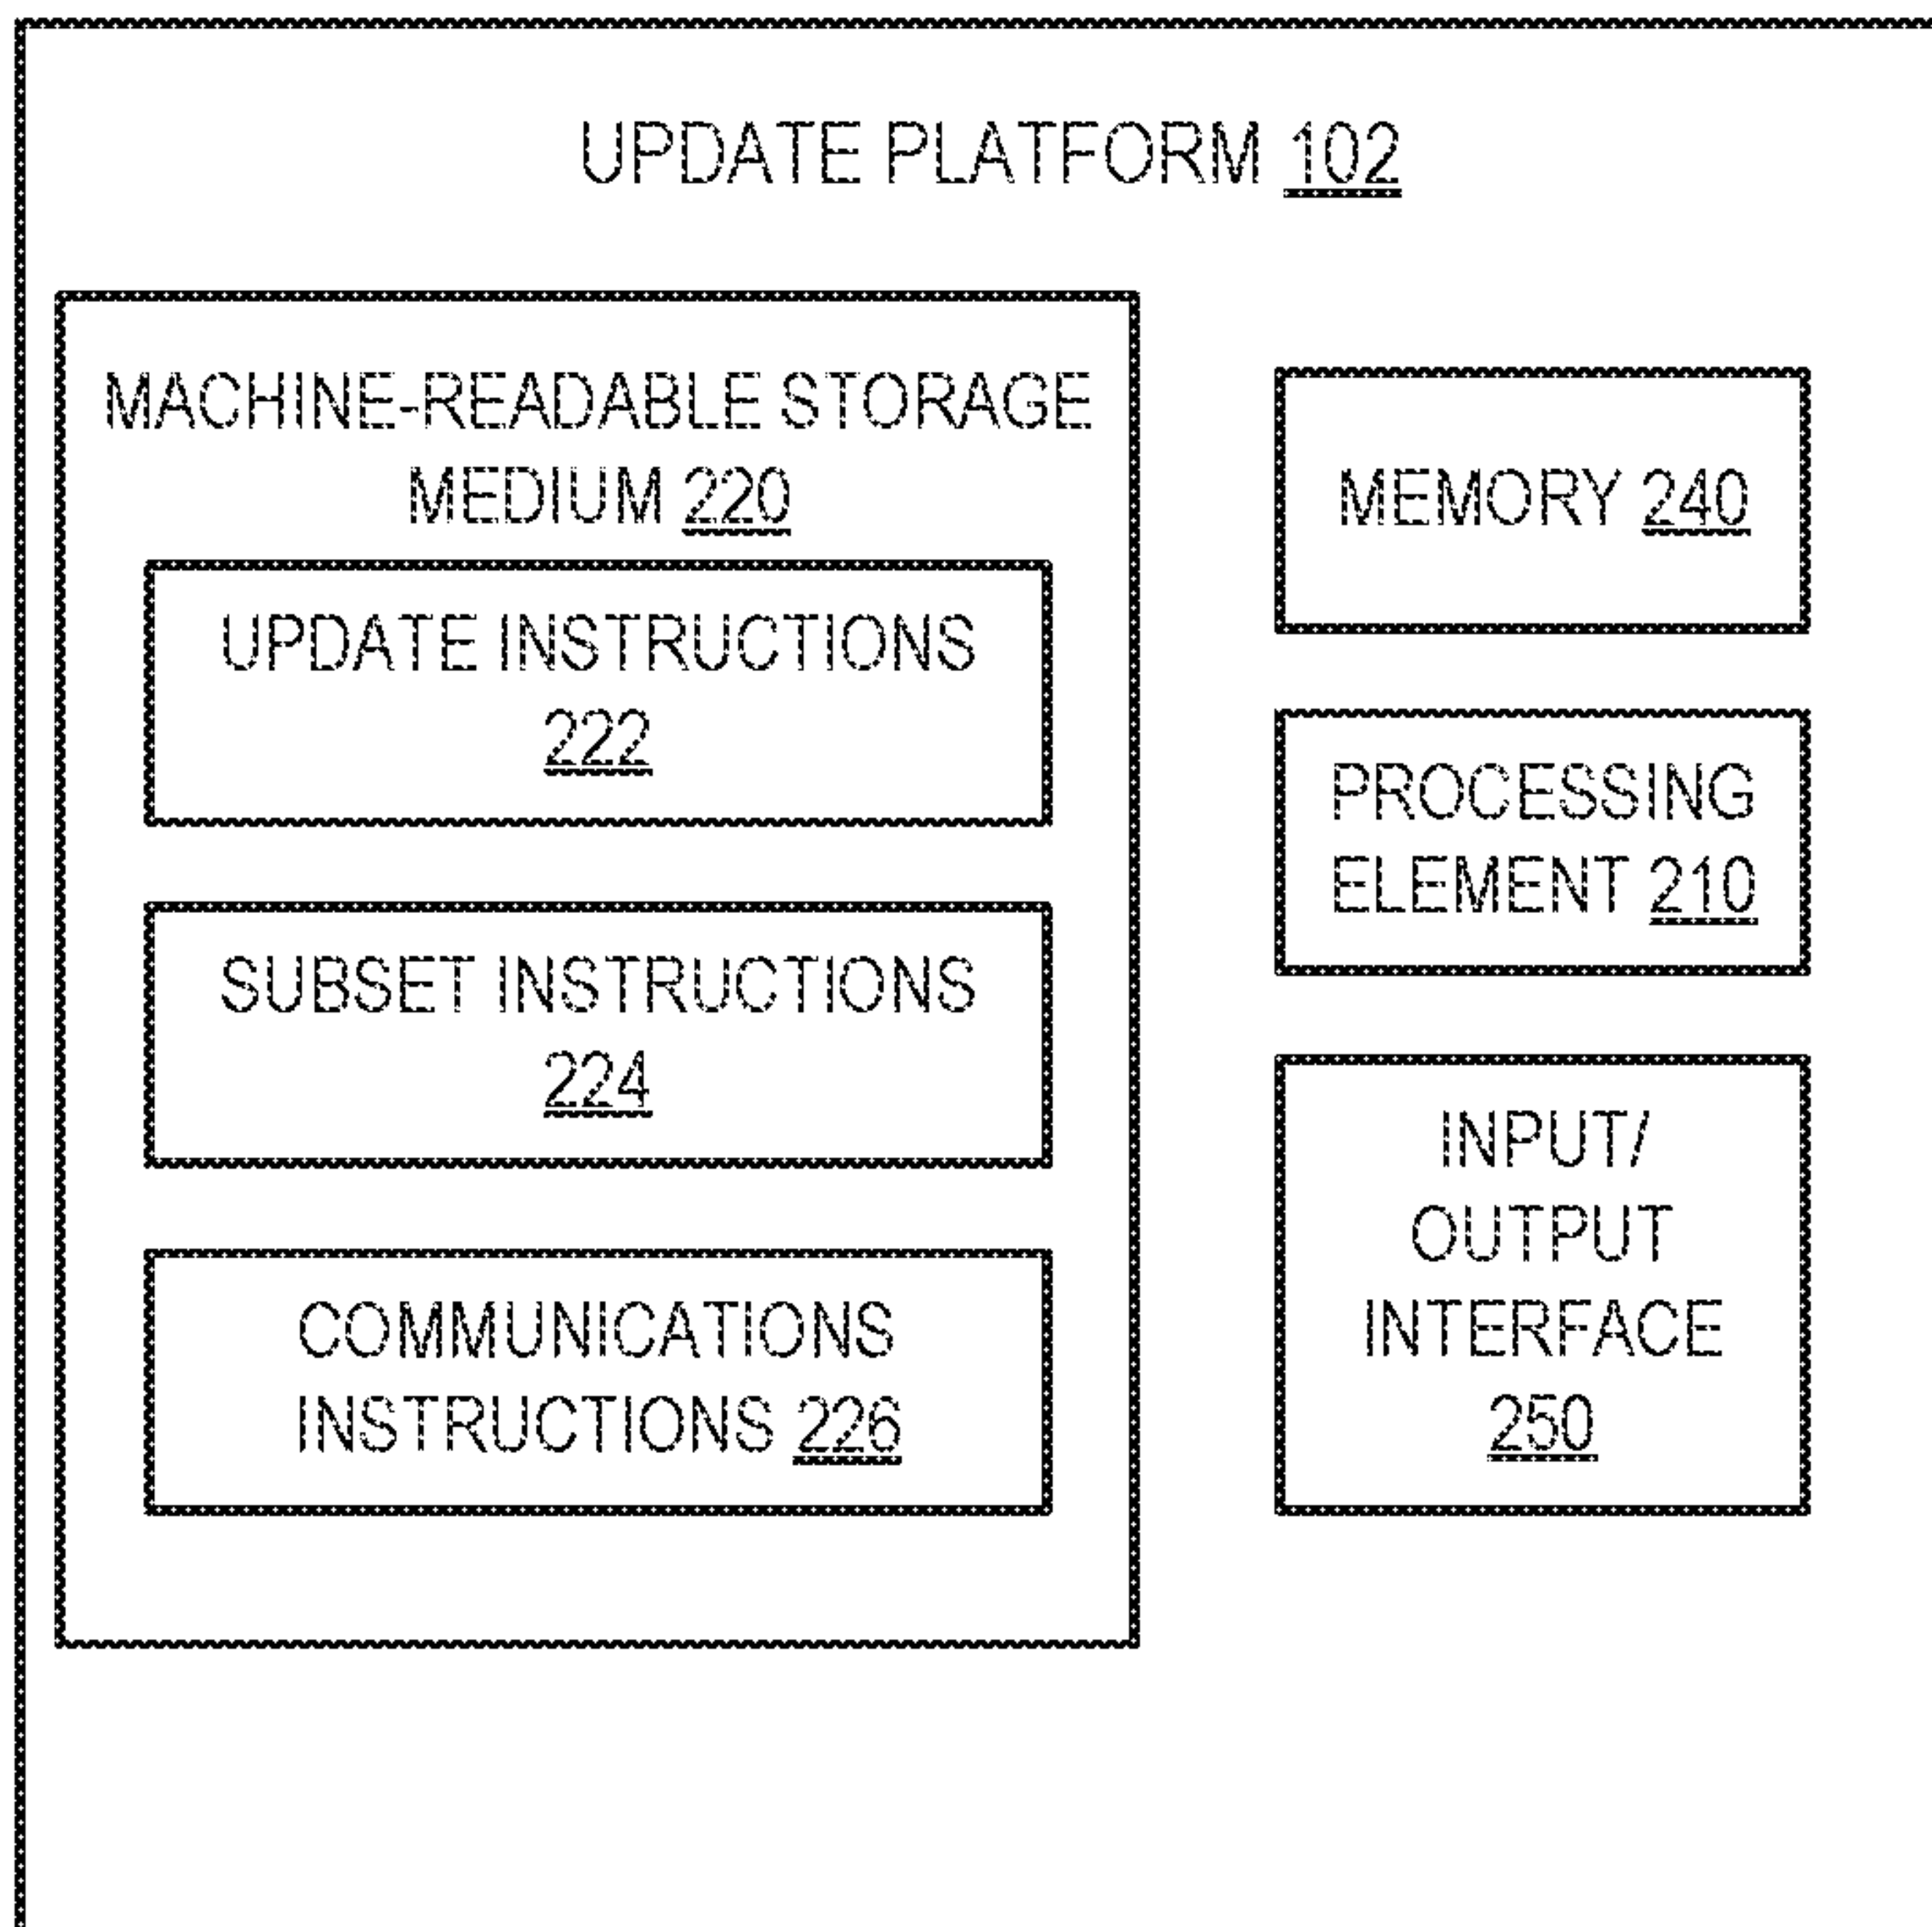 UPDATE PLATFORM 102
MACHINE-READABLE STORAGE
MEDIUM 220
UPDATE INSTRUCTIONS
222
SUBSET INSTRUCTIONS
224
COMMUNICATIONS
INSTRUCTIONS 226
MEMORY 240
PROCESSING
ELEMENT 210
INPUT/
OUTPUT
INTERFACE
250